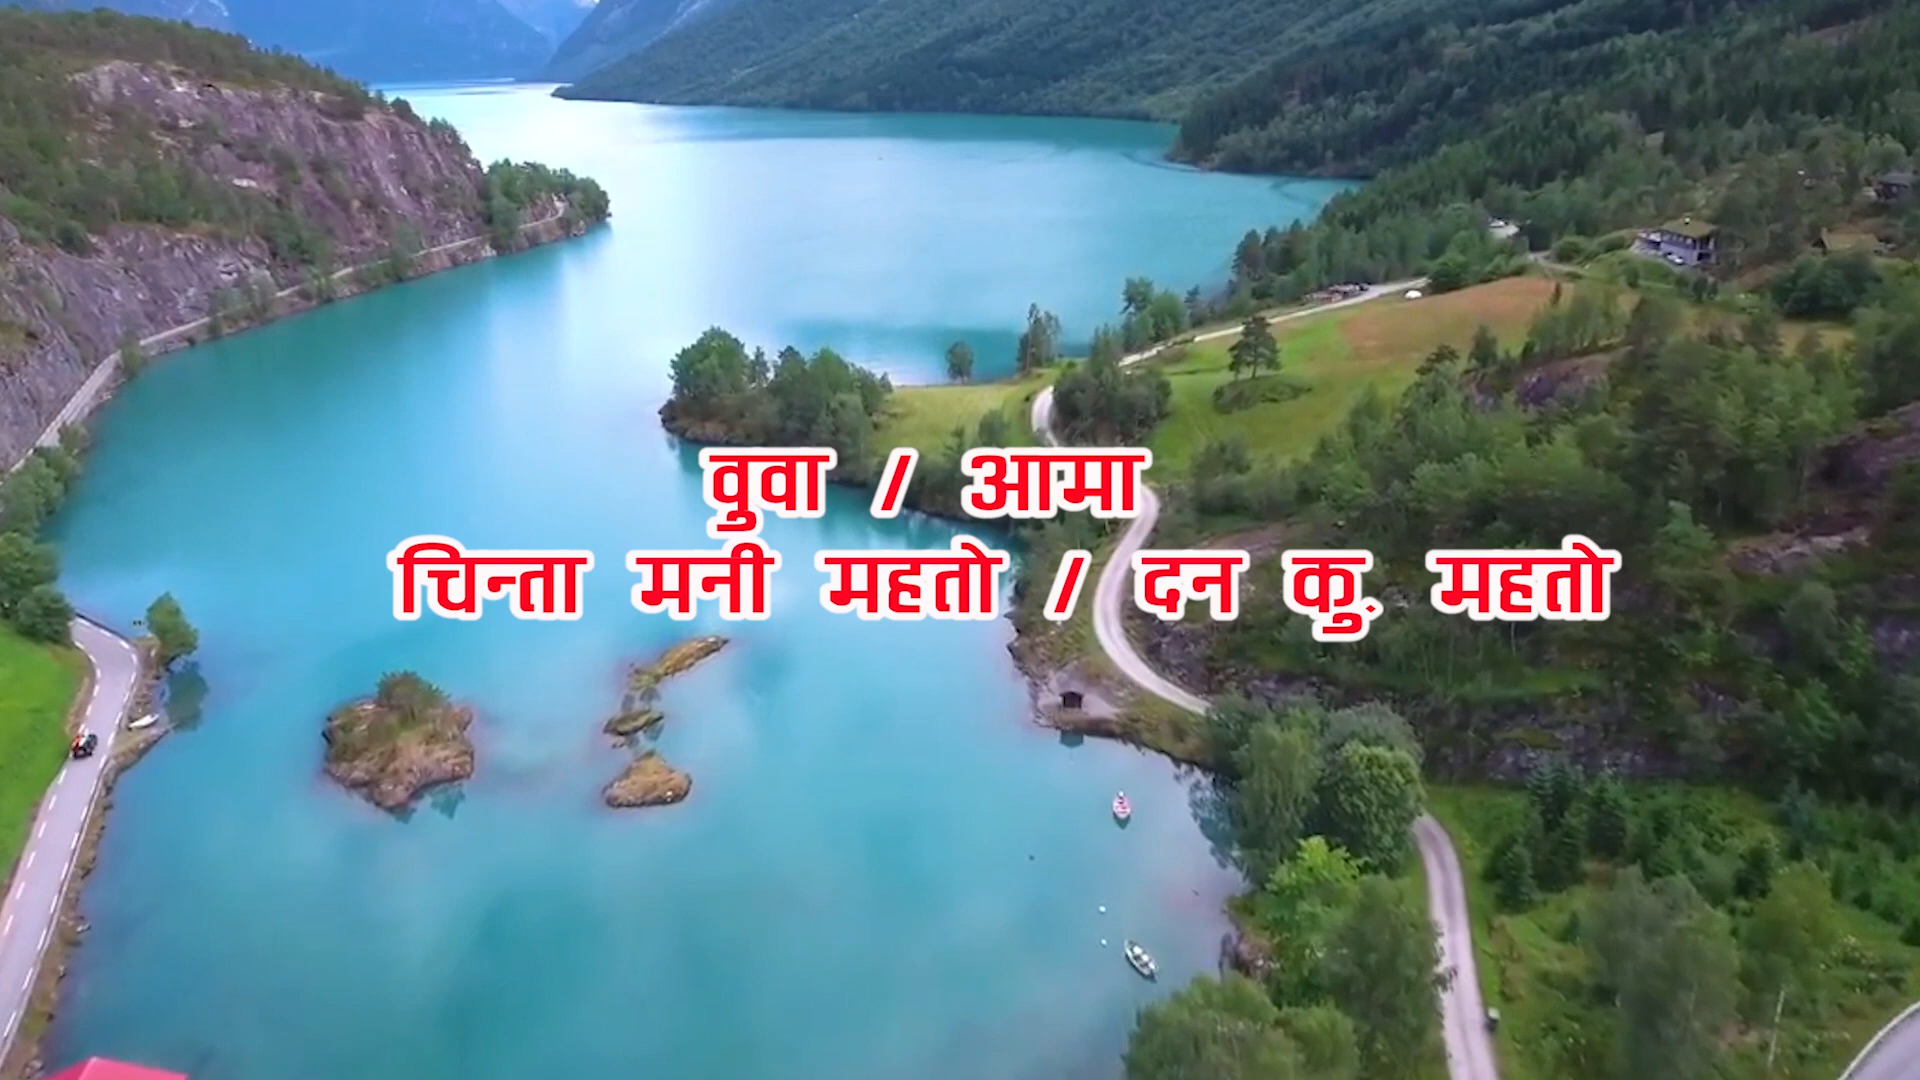 वुवा / आमा
चिन्ता मनी महतो / दन कु. महतो